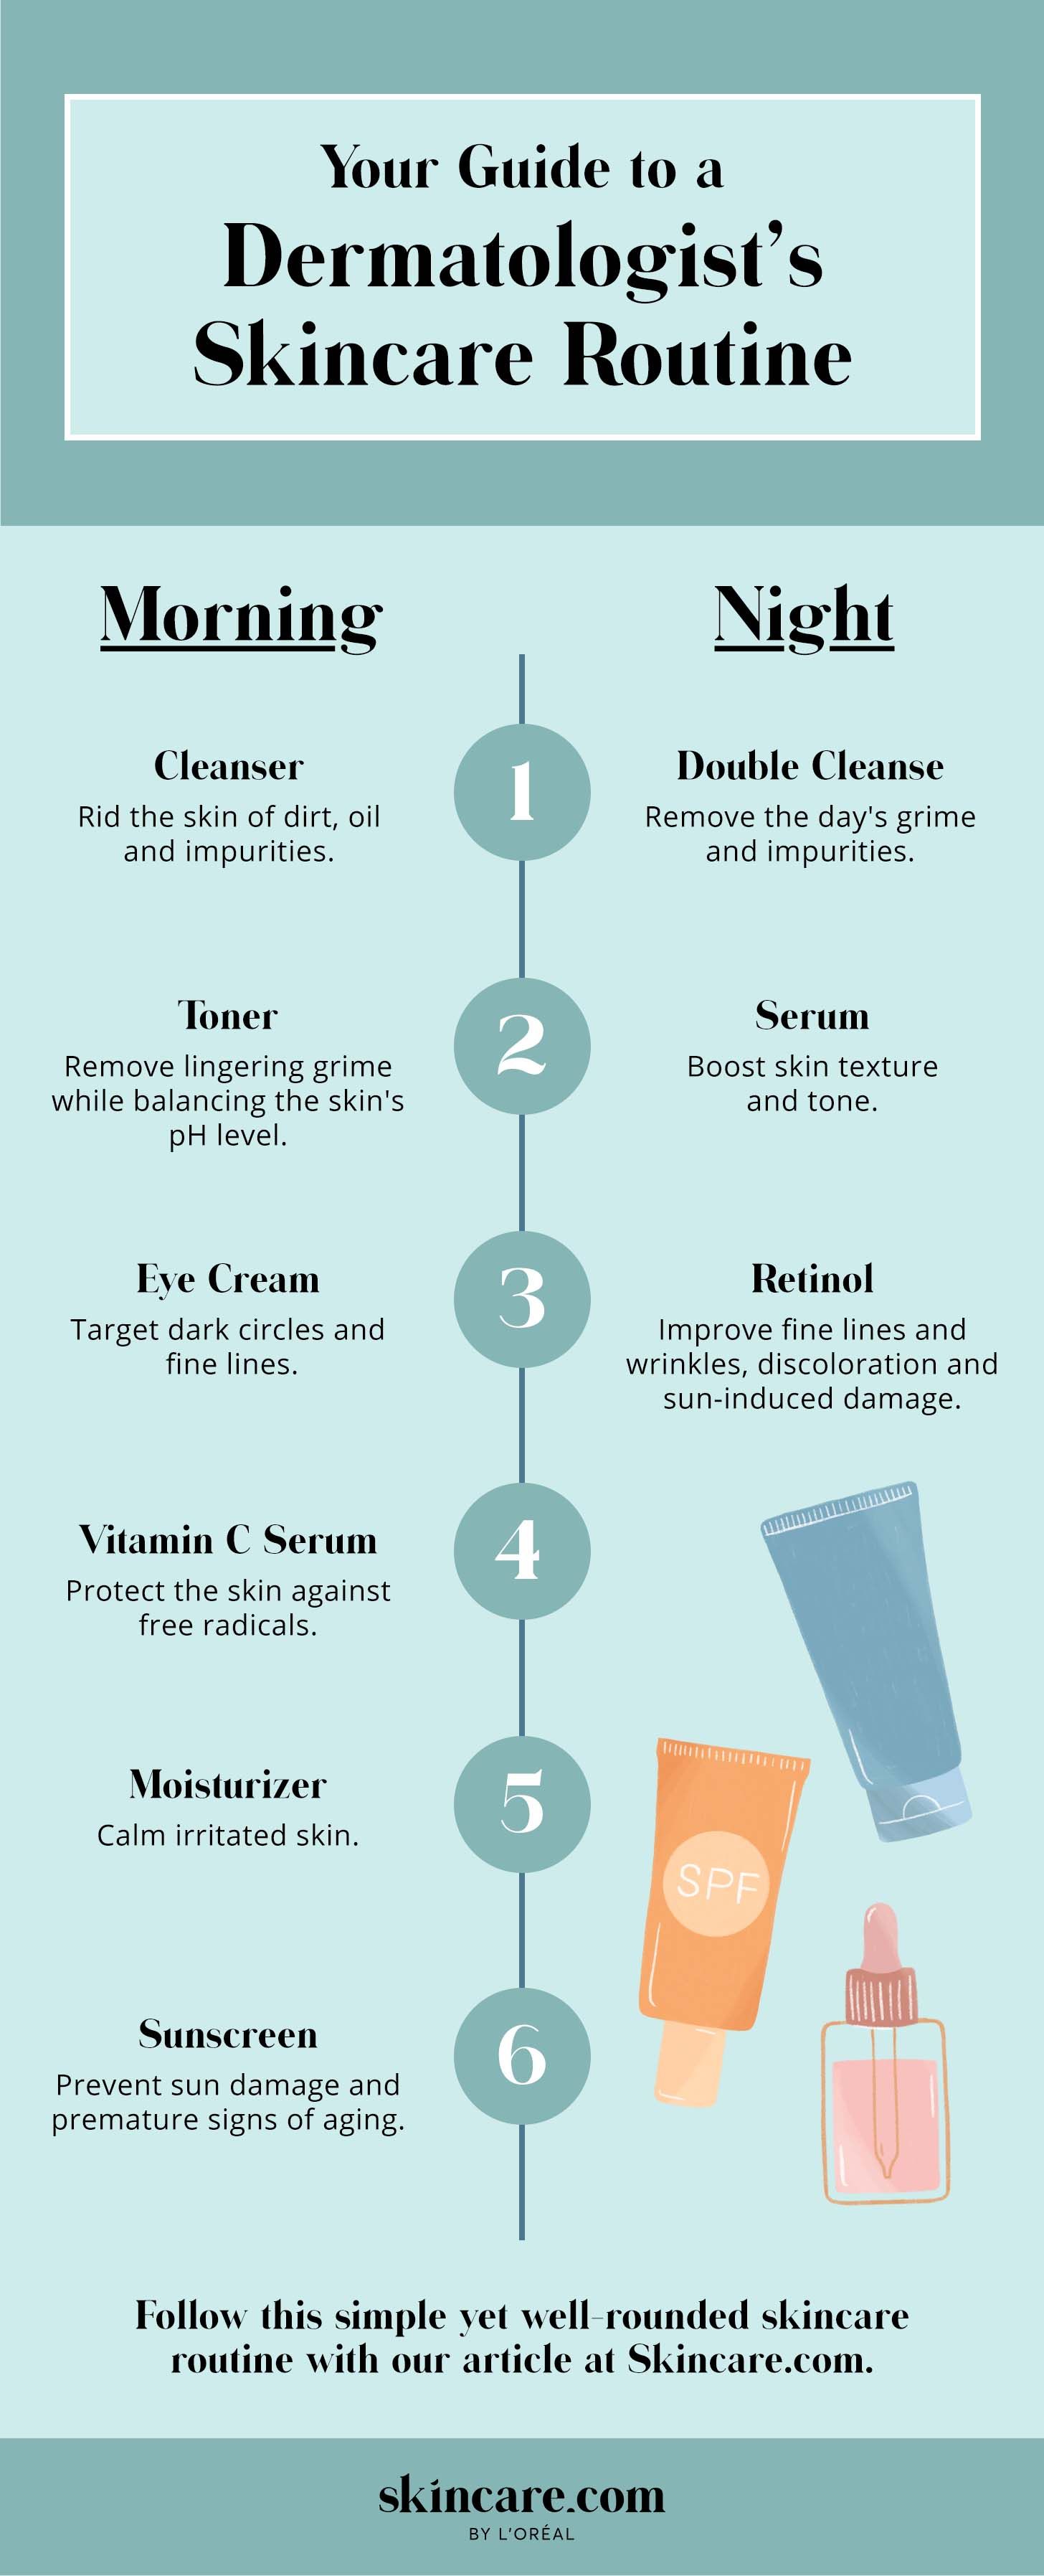 Your Guide to a
Dermatologist’s
Skincare Routine
Morning
Night
1
Cleanser
Rid the skin of dirt, oil
and impurities.
Double Cleanse
Remove the day's grime
and impurities.
2
Toner
Remove lingering grime
while balancing the skin's
pH level.
Serum
Boost skin texture
and tone.
3
Eye Cream
Target dark circles and
fine lines.
Retinol
Improve fine lines and
wrinkles, discoloration and
sun-induced damage.
4
Vitamin C Serum
Protect the skin against
free radicals.
5
Moisturizer
Calm irritated skin.
SPF
6
Sunscreen
Prevent sun damage and
premature signs of aging.
Follow this simple yet well-rounded skincare
routine with our article at Skincare.com.
skincare.com
BY L'ORÉAL